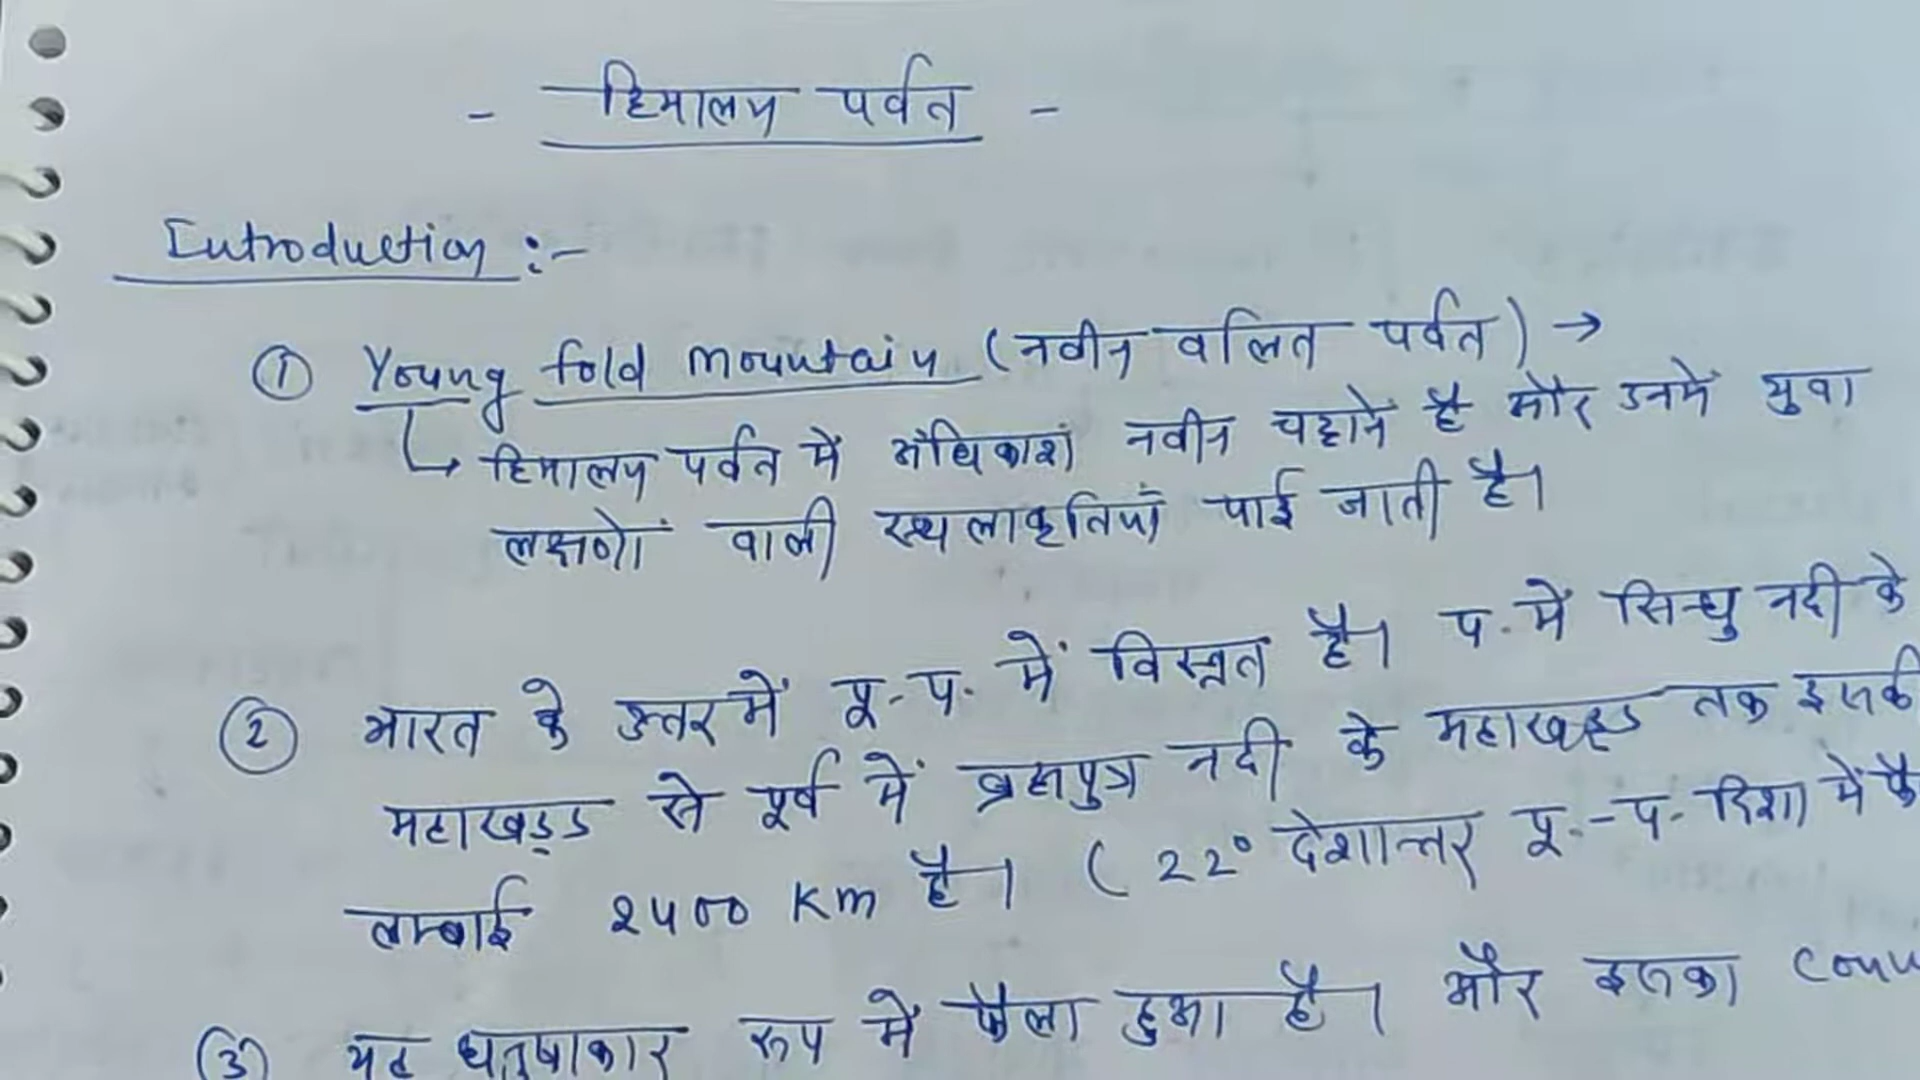 - हिमालय पर्वत -
Introduction :-
① Young fold mountain (नवीन वलित पर्वत) →
↳ हिमालय पर्वत में अधिकाशं नवीन चट्टाने है और उनमें युवा
लक्षणों वाली स्थलाकृतियाँ पाई जाती है।
② भारत के उत्तर में पू.-प. में विस्तृत है। प. में सिन्धु नदी के
महाखड्ड से पूर्व में ब्रह्मपुत्र नदी के महाखड्ड तक इसकी
लम्बाई 2400 Km है। ( 22° देशान्तर पू.-प. दिशा में
③ यह धनुषाकार रूप में फैला हुआ है। और इसका